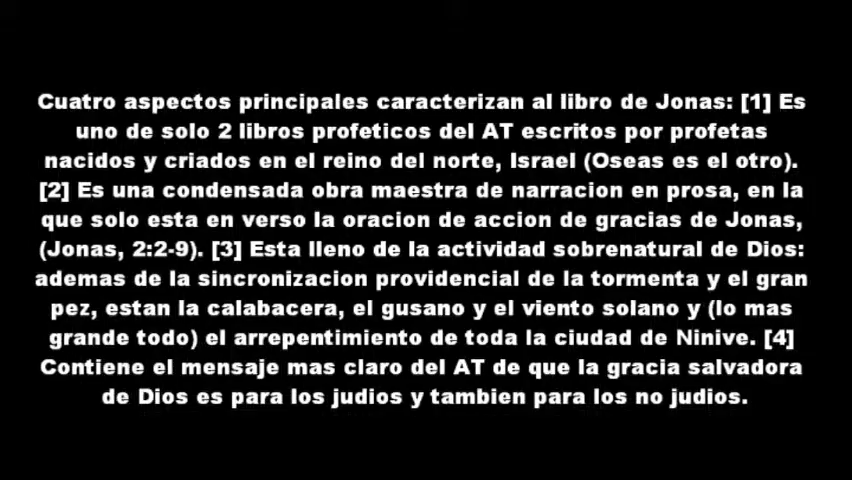 Cuatro aspectos principales caracterizan al libro de Jonas: [1] Es
uno de solo 2 libros profeticos del AT escritos por profetas
nacidos y criados en el reino del norte, Israel (Oseas es el otro).
[2] Es una condensada obra maestra de narracion en prosa, en la
que solo esta en verso la oracion de accion de gracias de Jonas,
(Jonas, 2:2-9). [3] Esta lleno de la actividad sobrenatural de Dios:
ademas de la sincronizacion providencial de la tormenta y el gran
pez, estan la calabacera, el gusano y el viento solano y (lo mas
grande todo) el arrepentimiento de toda la ciudad de Ninive. [4]
Contiene el mensaje mas claro del AT de que la gracia salvadora
de Dios es para los judios y tambien para los no judios.